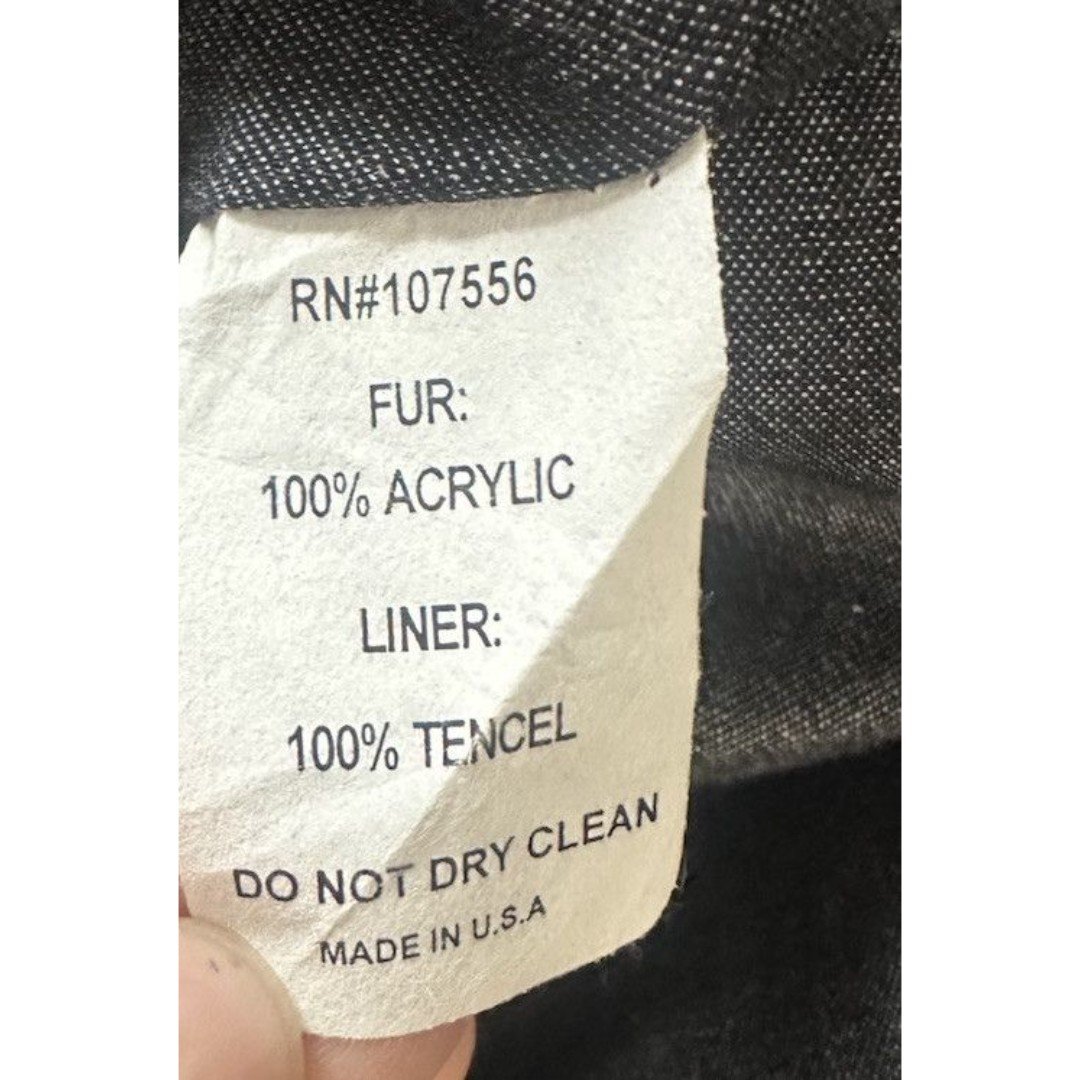 RN#107556
FUR:
100% ACRYLIC
LINER:
100% TENCEL
DO NOT DRY CLEAN
MADE IN U.S.A